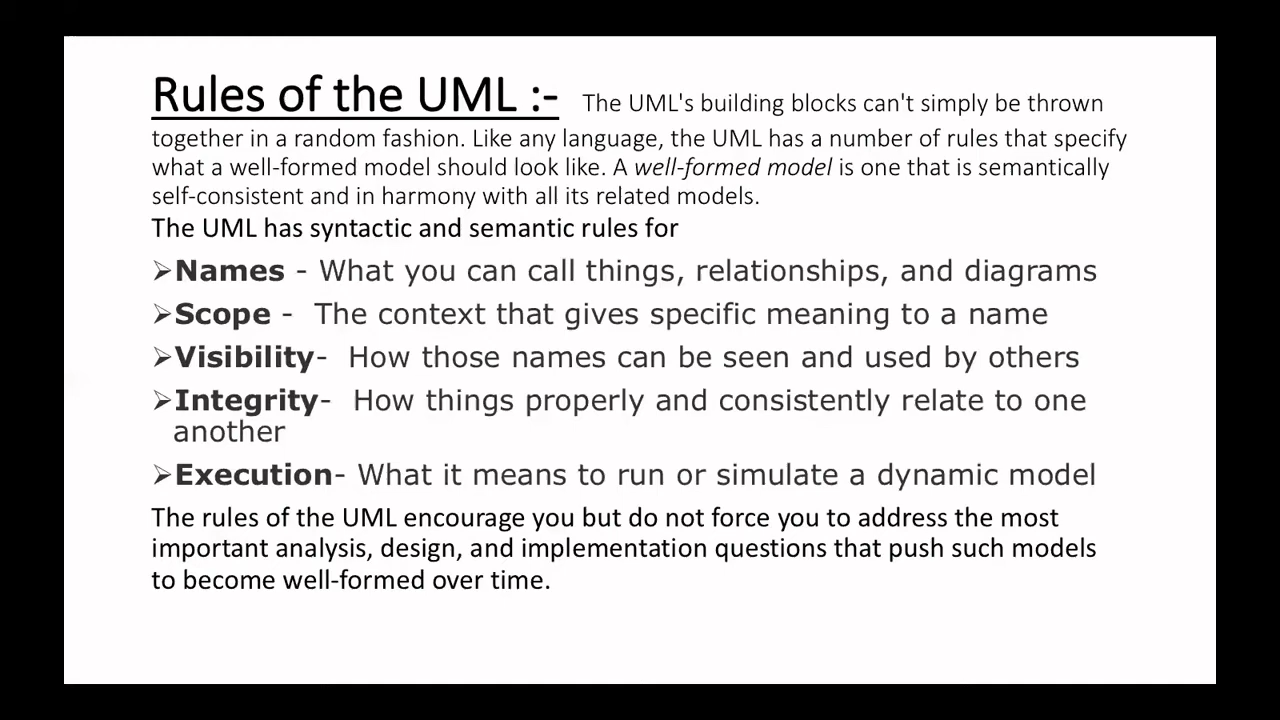 Rules of the UML :- The UML's building blocks can't simply be thrown
together in a random fashion. Like any language, the UML has a number of rules that specify
what a well-formed model should look like. A well-formed model is one that is semantically
self-consistent and in harmony with all its related models.
The UML has syntactic and semantic rules for
➢Names - What you can call things, relationships, and diagrams
➢Scope - The context that gives specific meaning to a name
➢Visibility- How those names can be seen and used by others
➢Integrity- How things properly and consistently relate to one
another
➢Execution- What it means to run or simulate a dynamic model
The rules of the UML encourage you but do not force you to address the most
important analysis, design, and implementation questions that push such models
to become well-formed over time.